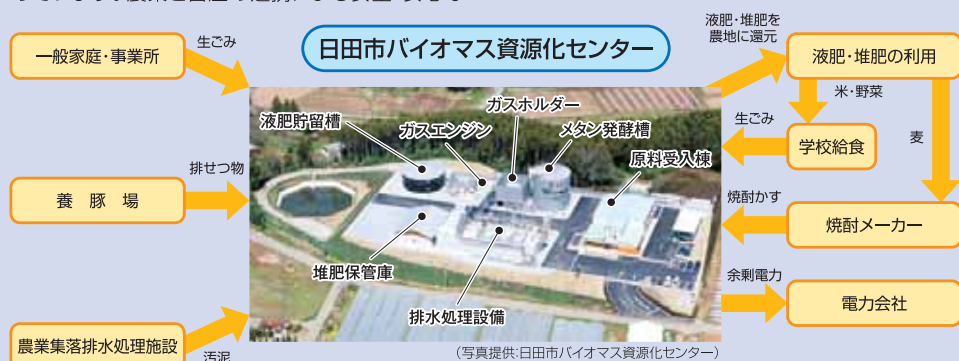 日田市バイオマス資源化センター
一般家庭・事業所
生ごみ
養豚場
排せつ物
農業集落排水処理施設
汚泥
液肥貯留槽
ガスエンジン
ガスホルダー
メタン発酵槽
原料受入棟
堆肥保管庫
排水処理設備
液肥・堆肥を
農地に還元
液肥・堆肥の利用
米・野菜
麦
生ごみ
学校給食
焼酎かす
焼酎メーカー
余剰電力
電力会社
(写真提供:日田市バイオマス資源化センター)